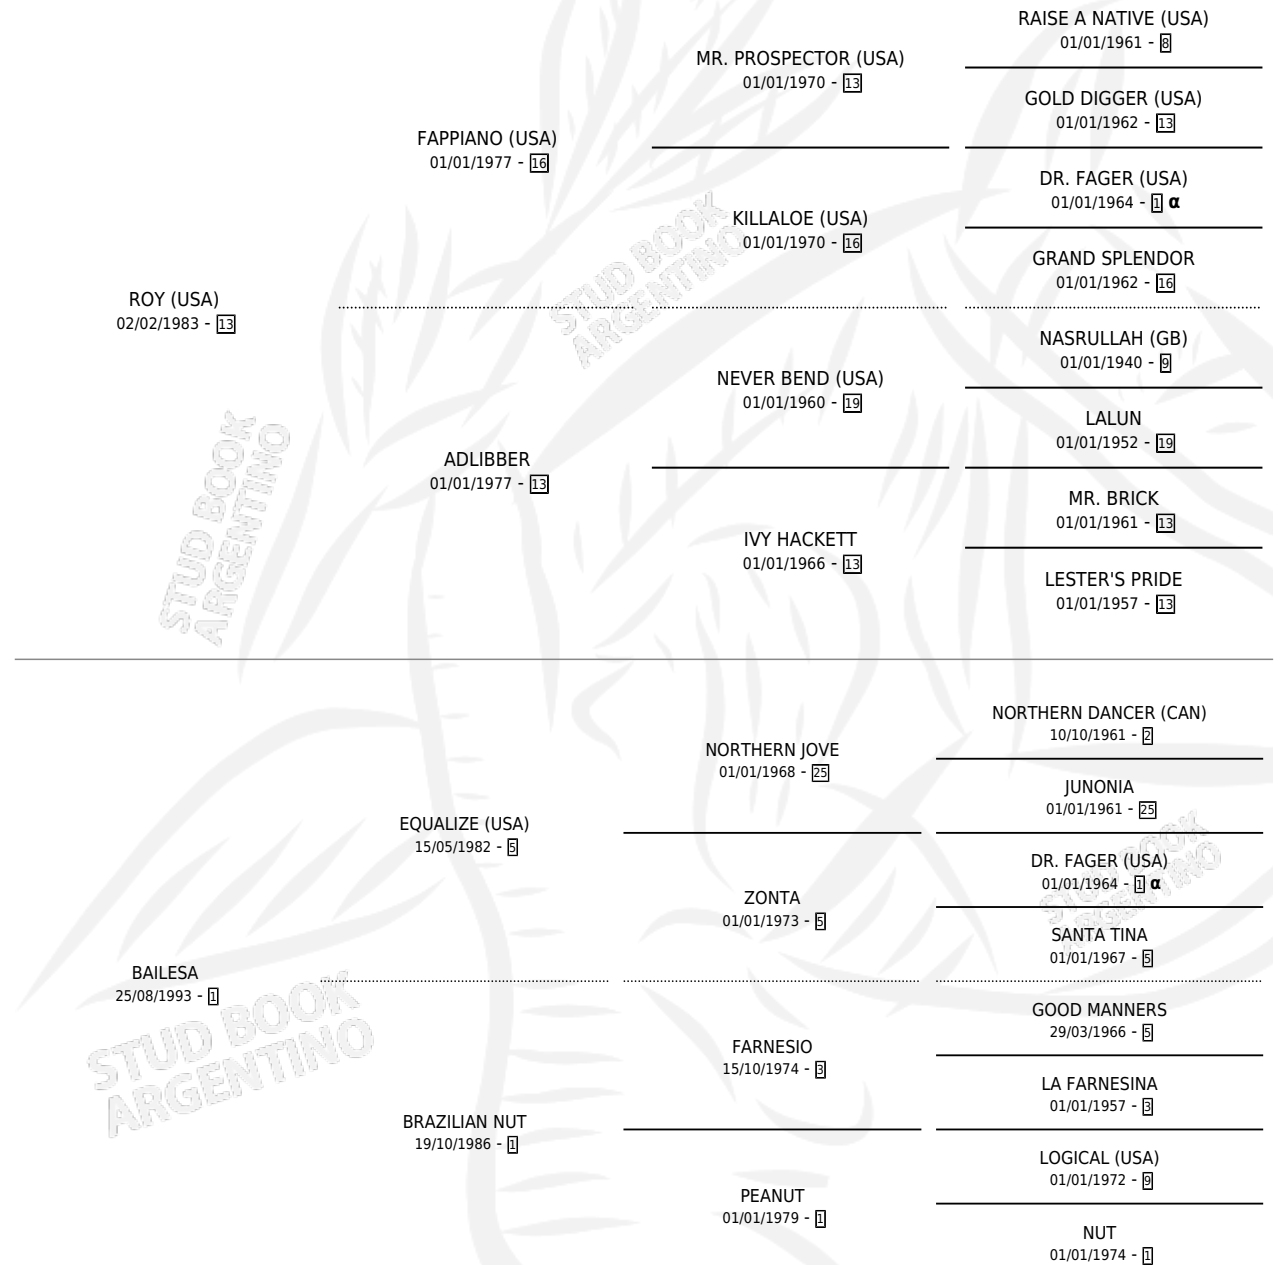 RAISE A NATIVE (USA)
01/01/1961 - 8
MR. PROSPECTOR (USA)
01/01/1970 - 13
GOLD DIGGER (USA)
01/01/1962 - 13
FAPPIANO (USA)
01/01/1977 - 16
DR. FAGER (USA)
01/01/1964 - 1 α
KILLALOE (USA)
01/01/1970 - 16
GRAND SPLENDOR
01/01/1962 - 16
ROY (USA)
02/02/1983 - 13
NASRULLAH (GB)
01/01/1940 - 9
NEVER BEND (USA)
01/01/1960 - 19
LALUN
01/01/1952 - 19
ADLIBBER
01/01/1977 - 13
MR. BRICK
01/01/1961 - 13
IVY HACKETT
01/01/1966 - 13
LESTER'S PRIDE
01/01/1957 - 13
NORTHERN DANCER (CAN)
10/10/1961 - 2
NORTHERN JOVE
01/01/1968 - 25
JUNONIA
01/01/1961 - 25
EQUALIZE (USA)
15/05/1982 - 5
DR. FAGER (USA)
01/01/1964 - 1 α
ZONTA
01/01/1973 - 5
SANTA TINA
01/01/1967 - 5
BAILESA
25/08/1993 - 1
GOOD MANNERS
29/03/1966 - 5
FARNESIO
15/10/1974 - 3
LA FARNESINA
01/01/1957 - 3
BRAZILIAN NUT
19/10/1986 - 1
LOGICAL (USA)
01/01/1972 - 9
PEANUT
01/01/1979 - 1
NUT
01/01/1974 - 1
STUD BOOK
ARGENTINO
STUD BOOK
ARGENTINO
STUD BOOK
ARGENTINO
STUD BOOK
ARGENTINO